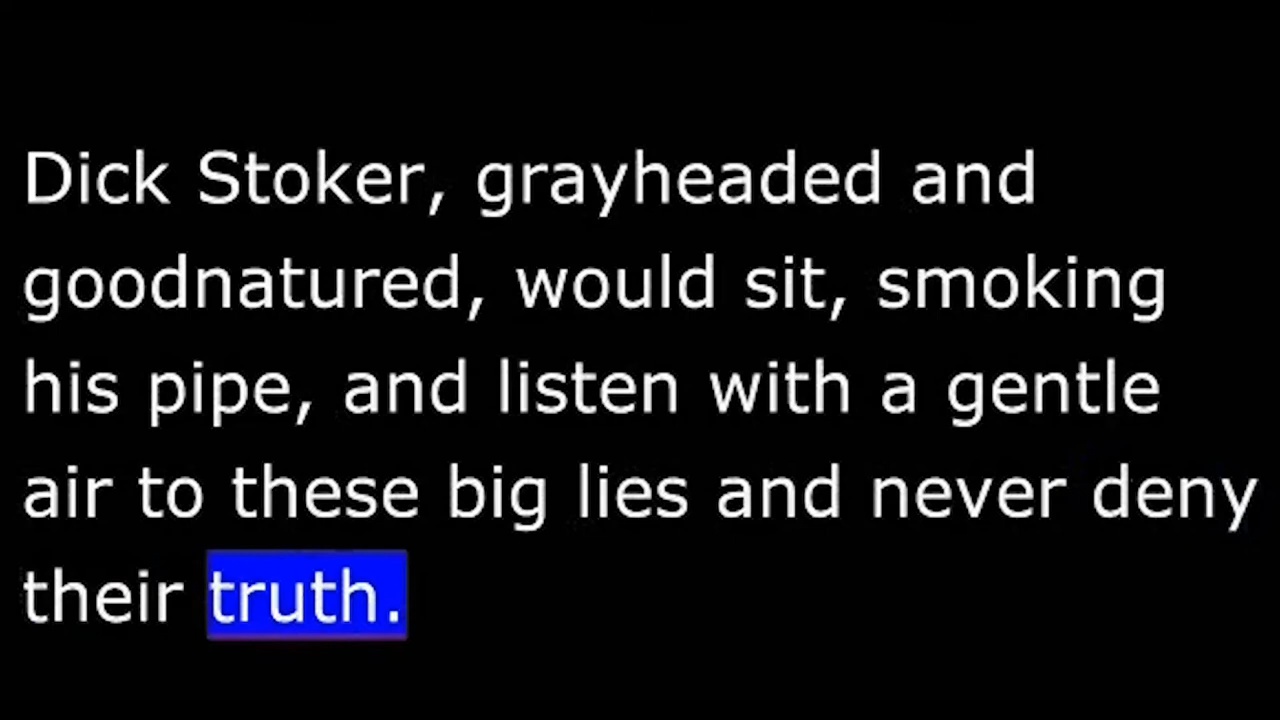 Dick Stoker, grayheaded and
goodnatured, would sit, smoking
his pipe, and listen with a gentle
air to these big lies and never deny
their truth.